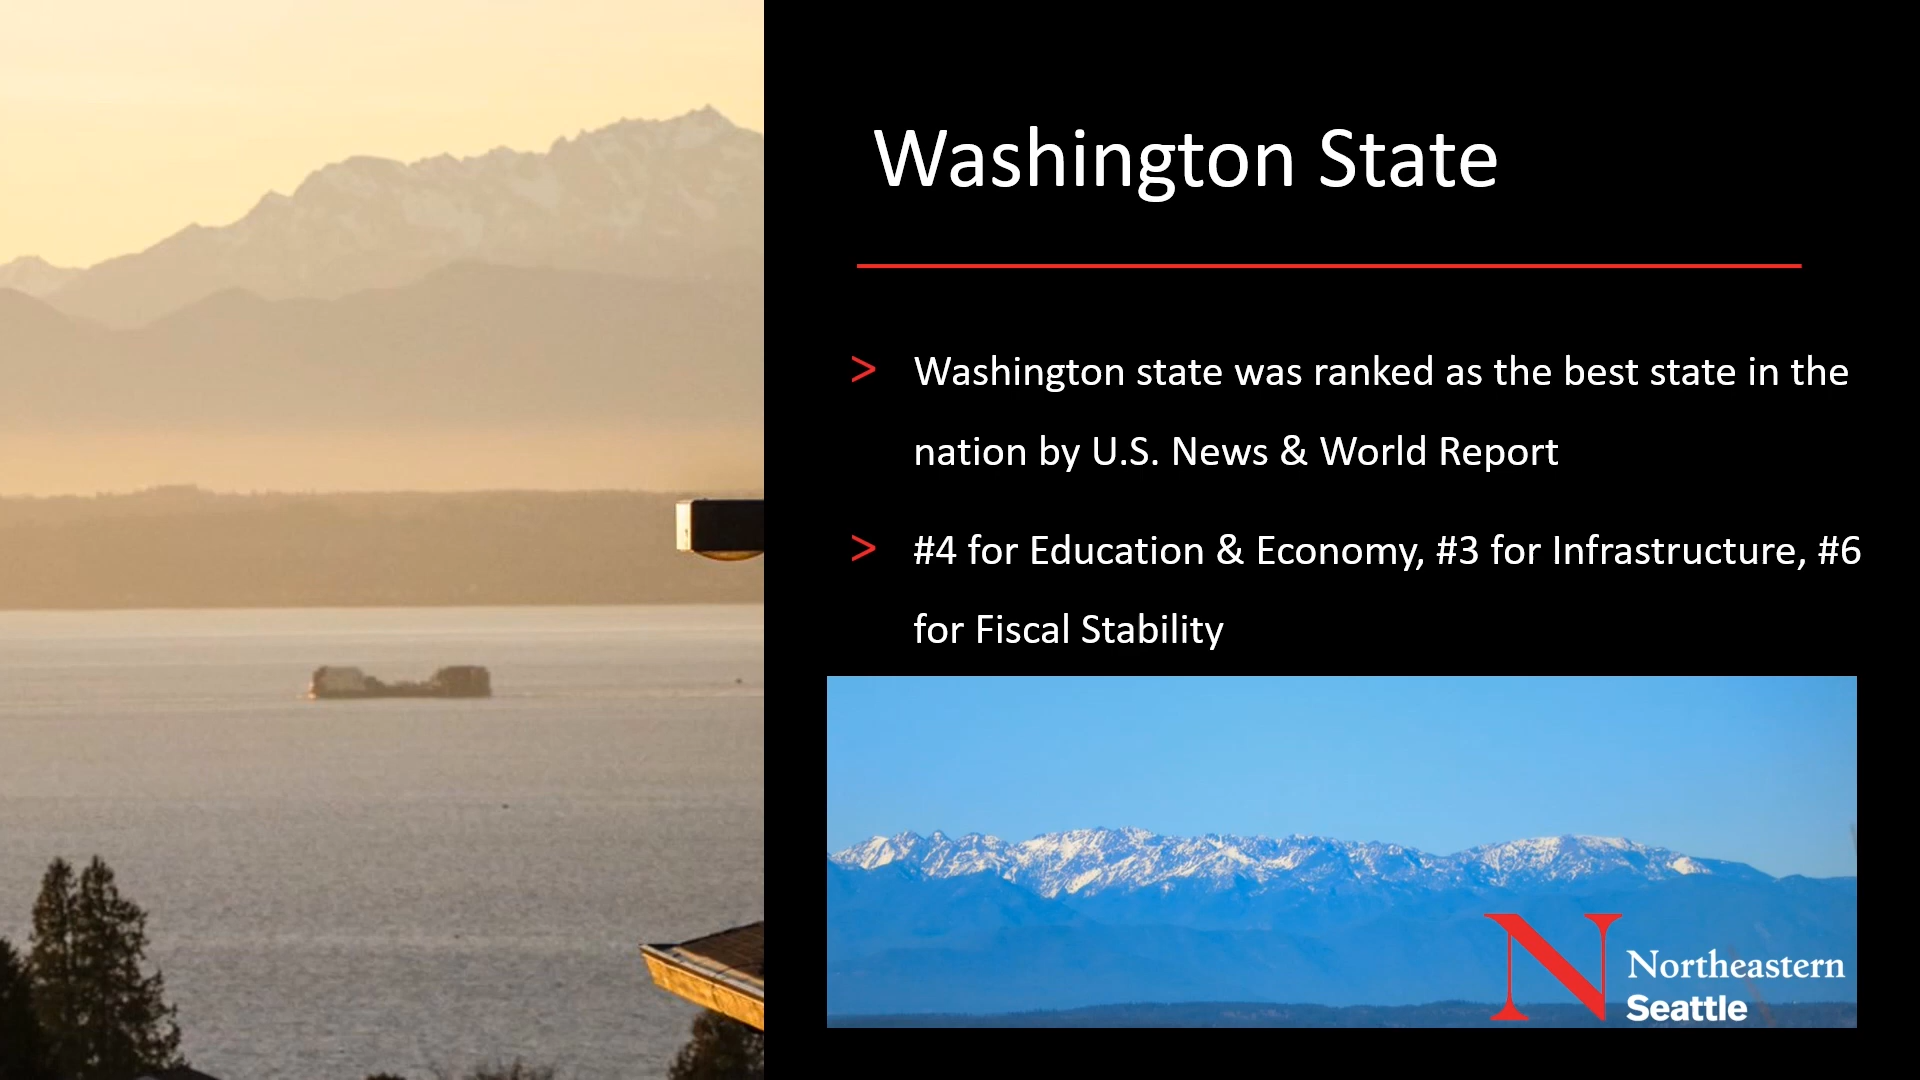 Washington State
> Washington state was ranked as the best state in the
nation by U.S. News & World Report
> #4 for Education & Economy, #3 for Infrastructure, #6
for Fiscal Stability
N
Northeastern
Seattle